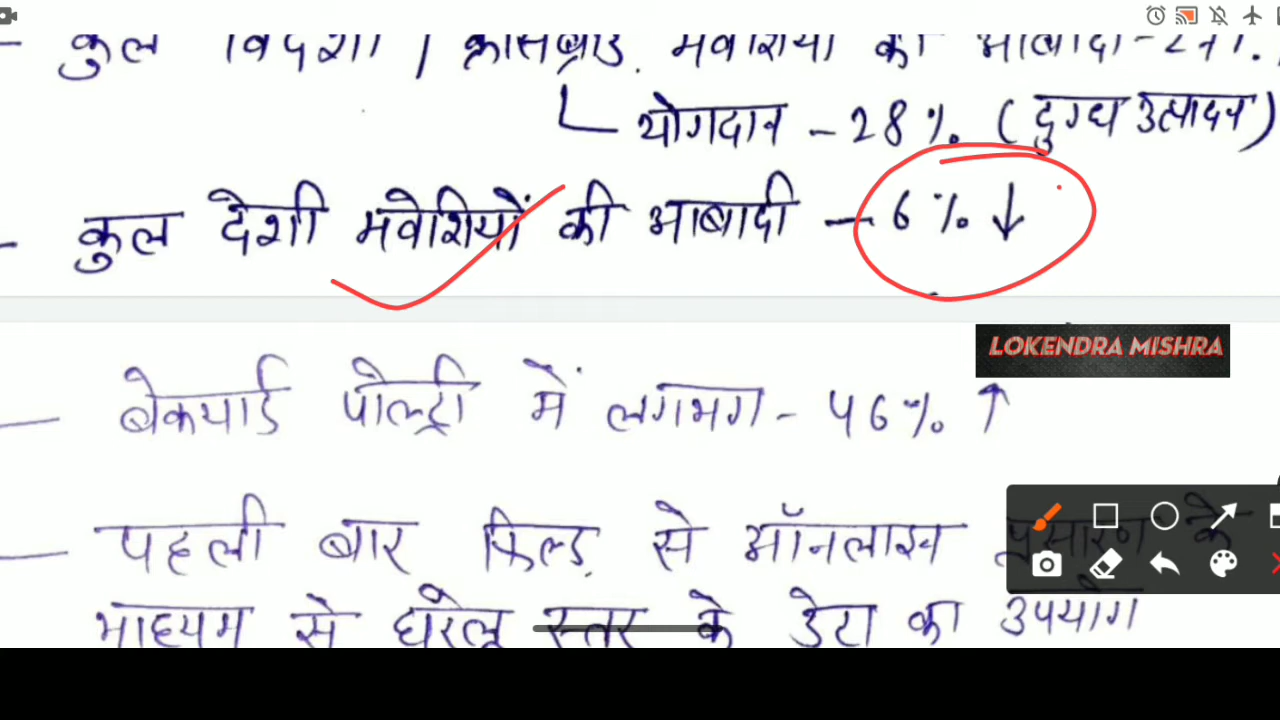 - कुल विदेशी / क्रासब्रीड मवेशियों की आबादी -
योगदान - 28 %. ( दुग्ध उत्पादन )
- कुल देशी मवेशियों की आबादी - 6 %. ↓
LOKENDRA MISHRA
- बेकयार्ड पोल्ट्री में लगभग - 46 %. ↑
- पहली बार फिल्ड से ऑनलाइन प्रसारण के
माध्यम से घरेलू स्तर के डेटा का उपयोग